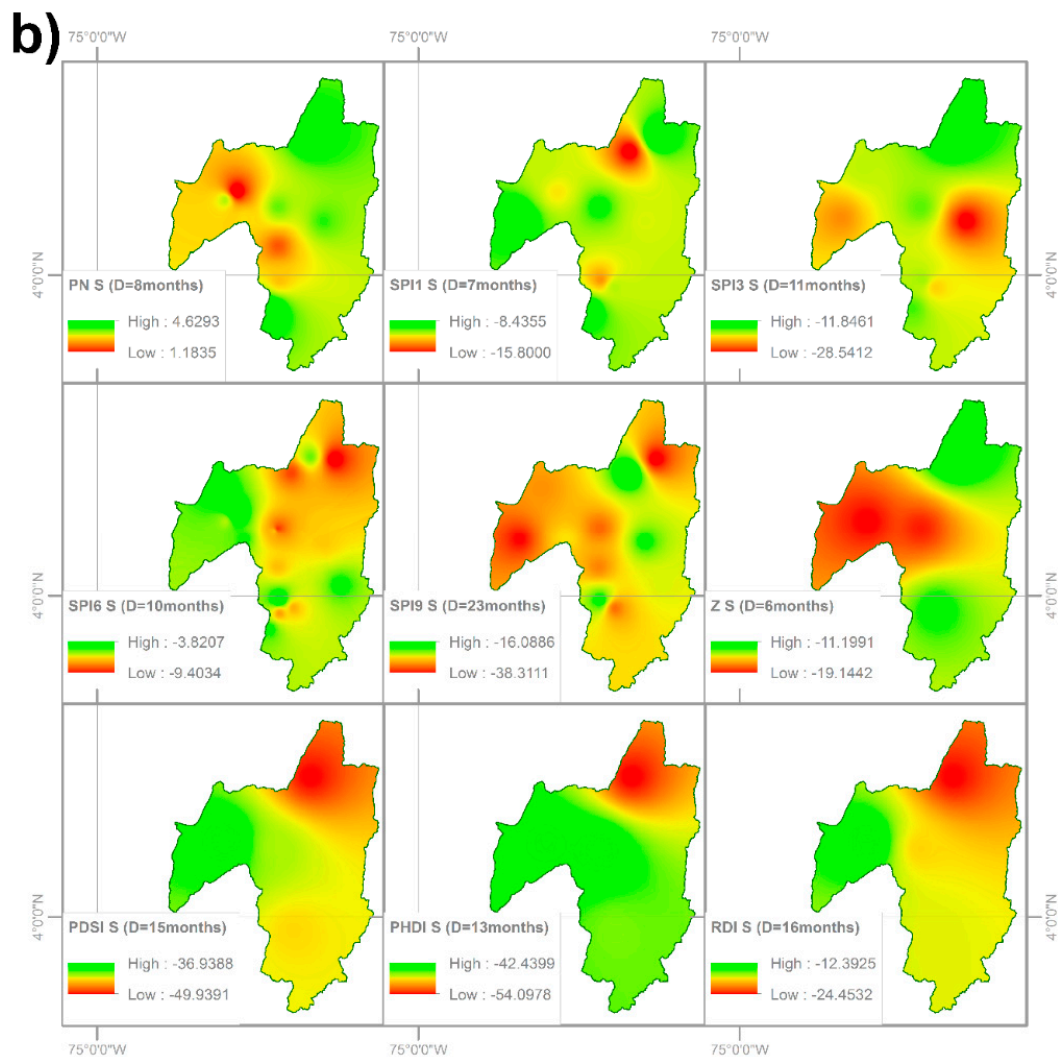 b)
75°0'0"W 75°0'0"W 75°0'0"W
4°0'0"N
PN S (D=8months)
High : 4.6293
Low : 1.1835
SPI1 S (D=7months)
High : -8.4355
Low : -15.8000
SPI3 S (D=11months)
High : -11.8461
Low : -28.5412
4°0'0"N
4°0'0"N
SPI6 S (D=10months)
High : -3.8207
Low : -9.4034
SPI9 S (D=23months)
High : -16.0886
Low : -38.3111
Z S (D=6months)
High : -11.1991
Low : -19.1442
4°0'0"N
4°0'0"N
PDSI S (D=15months)
High : -36.9388
Low : -49.9391
PHDI S (D=13months)
High : -42.4399
Low : -54.0978
RDI S (D=16months)
High : -12.3925
Low : -24.4532
4°0'0"N
75°0'0"W 75°0'0"W 75°0'0"W